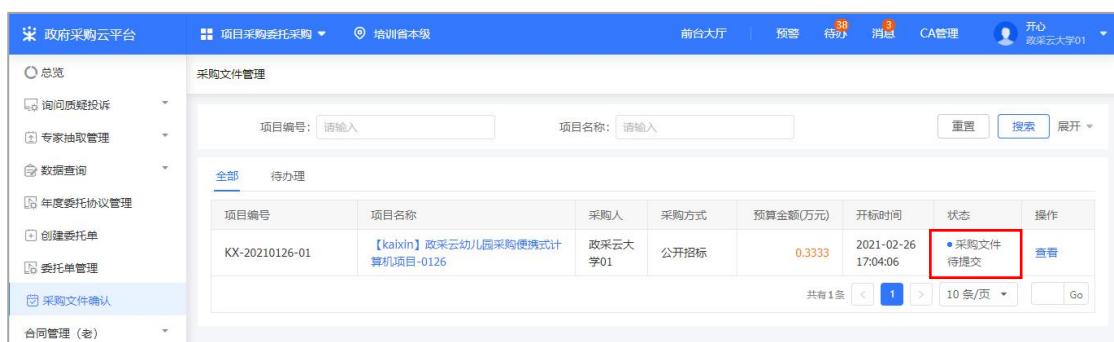 政府采购云平台
项目采购委托采购
培训省本级
前台大厅
预警
待办
38
消息
3
CA管理
开心
政采云大学01
总览
询问质疑投诉
专家抽取管理
数据查询
年度委托协议管理
创建委托单
委托单管理
采购文件确认
合同管理（老）
采购文件管理
项目编号： 请输入
项目名称： 请输入
重置
搜索
展开
全部
待办理
项目编号 项目名称 采购人 采购方式 预算金额(万元) 开标时间 状态 操作
KX-20210126-01
【kaixin】政采云幼儿园采购便携式计
算机项目-0126
政采云大
学01
公开招标
0.3333
2021-02-26
17:04:06
采购文件
待提交
查看
共有1条 < 1 > 10 条/页 Go